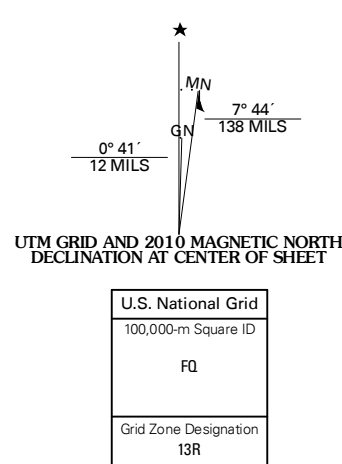 ★
MN
7° 44´
138 MILS
GN
0° 41´
12 MILS
UTM GRID AND 2010 MAGNETIC NORTH
DECLINATION AT CENTER OF SHEET
U.S. National Grid
100,000-m Square ID
FQ
Grid Zone Designation
13R